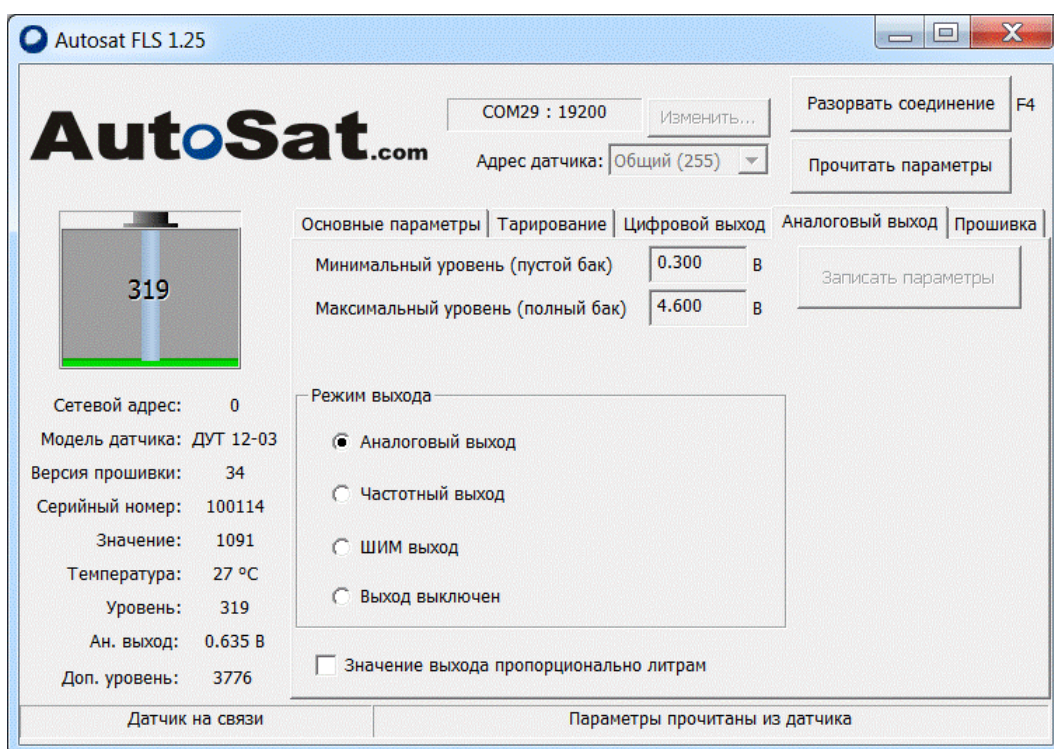 Autosat FLS 1.25
AutoSat.com
COM29 : 19200
Изменить...
Разорвать соединение
F4
Адрес датчика:
Общий (255)
Прочитать параметры
Основные параметры
Тарирование
Цифровой выход
Аналоговый выход
Прошивка
319
Минимальный уровень (пустой бак)
0.300
В
Записать параметры
Максимальный уровень (полный бак)
4.600
В
Режим выхода
Аналоговый выход
Частотный выход
ШИМ выход
Выход выключен
Значение выхода пропорционально литрам
Сетевой адрес: 0
Модель датчика: ДУТ 12-03
Версия прошивки: 34
Серийный номер: 100114
Значение: 1091
Температура: 27 ºC
Уровень: 319
Ан. выход: 0.635 В
Доп. уровень: 3776
Датчик на связи
Параметры прочитаны из датчика